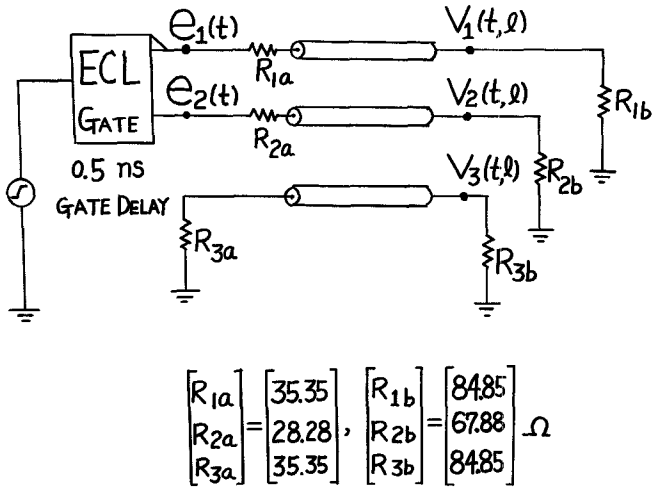 e1(t)
V1(t,ℓ)
ECL
GATE
R1a
R1b
e2(t)
V2(t,ℓ)
R2a
R2b
0.5 ns
GATE DELAY
V3(t,ℓ)
R3a
R3b
[R1a R2a R3a] = [35.35 28.28 35.35], [R1b R2b R3b] = [84.85 67.88 84.85] Ω